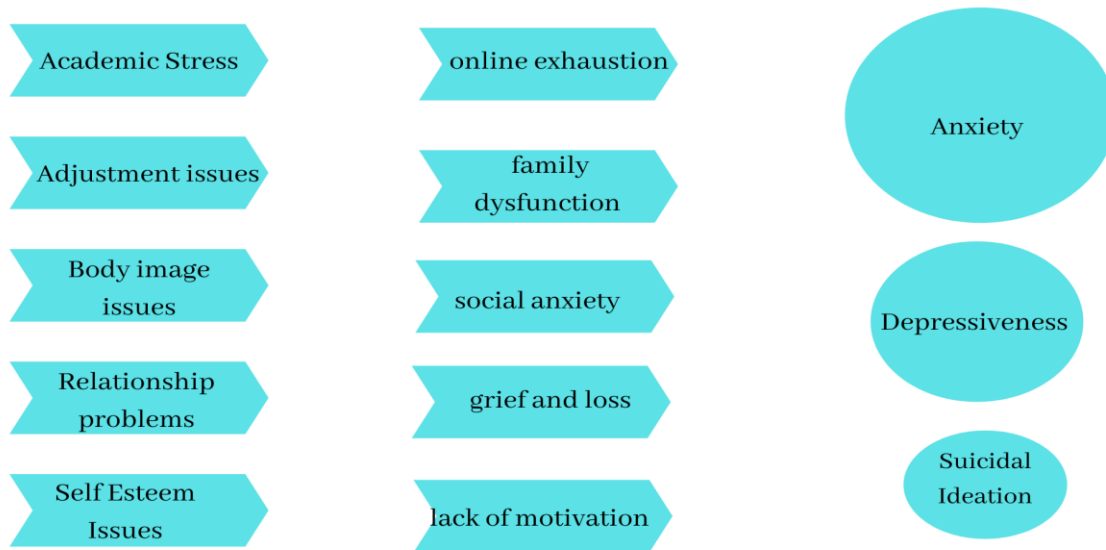 Academic Stress
Adjustment issues
Body image
issues
Relationship
problems
Self Esteem
Issues
online exhaustion
family
dysfunction
social anxiety
grief and loss
lack of motivation
Anxiety
Depressiveness
Suicidal
Ideation